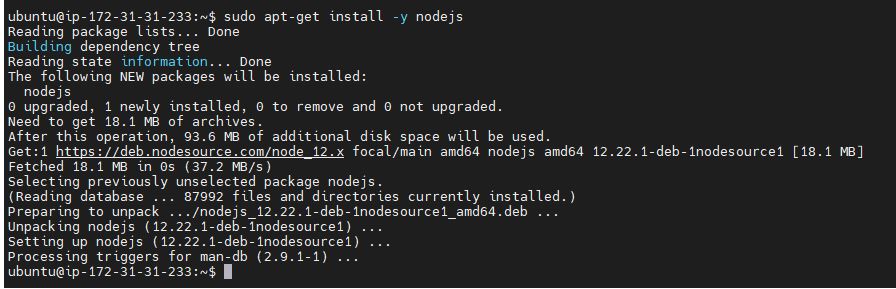 ubuntu@ip-172-31-31-233:~$ sudo apt-get install -y nodejs
Reading package lists... Done
Building dependency tree
Reading state information... Done
The following NEW packages will be installed:
  nodejs
0 upgraded, 1 newly installed, 0 to remove and 0 not upgraded.
Need to get 18.1 MB of archives.
After this operation, 93.6 MB of additional disk space will be used.
Get:1 https://deb.nodesource.com/node_12.x focal/main amd64 nodejs amd64 12.22.1-deb-1nodesource1 [18.1 MB]
Fetched 18.1 MB in 0s (37.2 MB/s)
Selecting previously unselected package nodejs.
(Reading database ... 87992 files and directories currently installed.)
Preparing to unpack .../nodejs_12.22.1-deb-1nodesource1_amd64.deb ...
Unpacking nodejs (12.22.1-deb-1nodesource1) ...
Setting up nodejs (12.22.1-deb-1nodesource1) ...
Processing triggers for man-db (2.9.1-1) ...
ubuntu@ip-172-31-31-233:~$